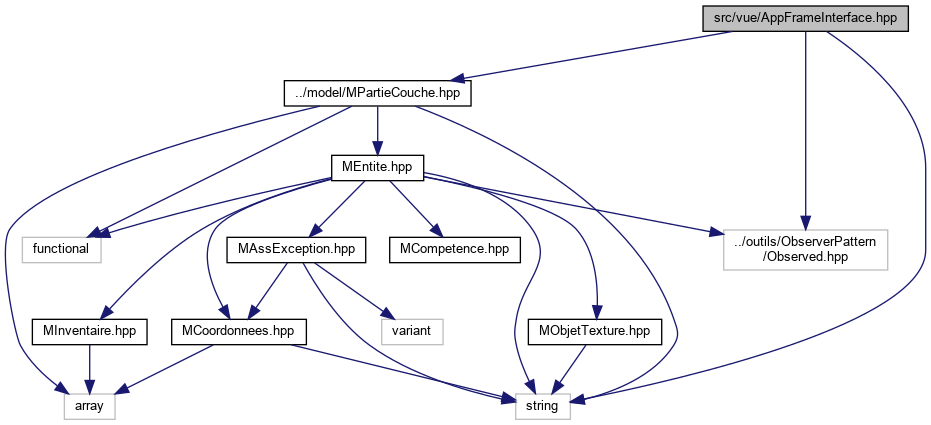 src/vue/AppFrameInterface.hpp
../model/MPartieCouche.hpp
MEntite.hpp
functional
MAssException.hpp
MCompetence.hpp
../outils/ObserverPattern
/Observed.hpp
MInventaire.hpp
MCoordonnees.hpp
variant
MObjetTexture.hpp
array
string